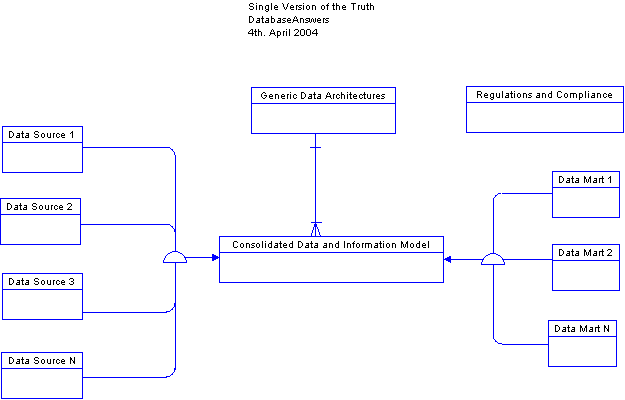 Single Version of the Truth
DatabaseAnswers
4th. April 2004
Generic Data Architectures
Regulations and Compliance
Data Source 1
Data Source 2
Data Source 3
Data Source N
Consolidated Data and Information Model
Data Mart 1
Data Mart 2
Data Mart N